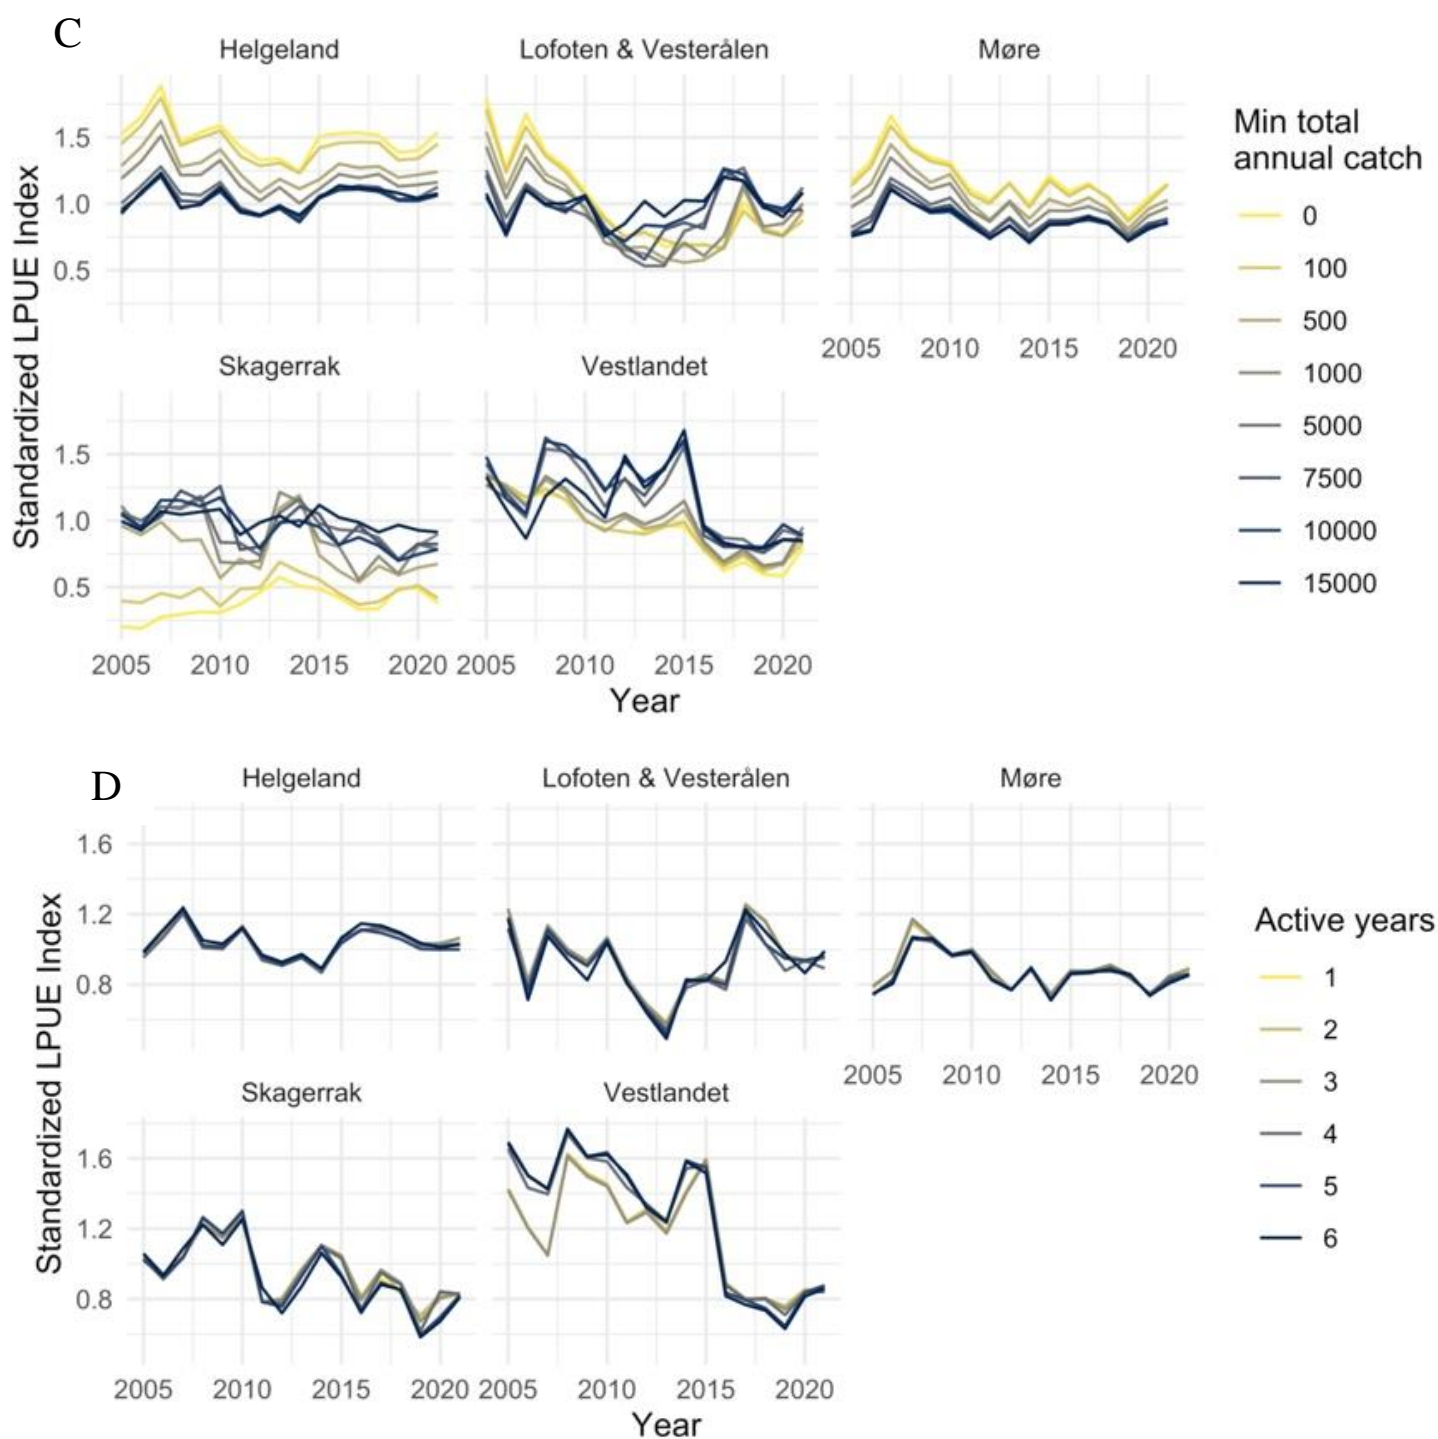 C
Helgeland
Lofoten & Vesterålen
Møre
Standardized LPUE Index
1.5
1.0
0.5
2005 2010 2015 2020
Skagerrak
Vestlandet
1.5
1.0
0.5
2005 2010 2015 2020
2005 2010 2015 2020
Year
Min total
annual catch
0
100
500
1000
5000
7500
10000
15000
D
Helgeland
Lofoten & Vesterålen
Møre
Standardized LPUE Index
1.6
1.2
0.8
2005 2010 2015 2020
Skagerrak
Vestlandet
1.6
1.2
0.8
2005 2010 2015 2020
2005 2010 2015 2020
Year
Active years
1
2
3
4
5
6